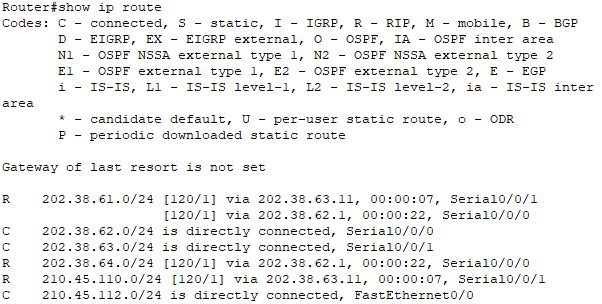 Router#show ip route
Codes: C - connected, S - static, I - IGRP, R - RIP, M - mobile, B - BGP
       D - EIGRP, EX - EIGRP external, O - OSPF, IA - OSPF inter area
       N1 - OSPF NSSA external type 1, N2 - OSPF NSSA external type 2
       E1 - OSPF external type 1, E2 - OSPF external type 2, E - EGP
       i - IS-IS, L1 - IS-IS level-1, L2 - IS-IS level-2, ia - IS-IS inter
area
       * - candidate default, U - per-user static route, o - ODR
       P - periodic downloaded static route
Gateway of last resort is not set
R    202.38.61.0/24 [120/1] via 202.38.63.11, 00:00:07, Serial0/0/1
                    [120/1] via 202.38.62.1, 00:00:22, Serial0/0/0
C    202.38.62.0/24 is directly connected, Serial0/0/0
C    202.38.63.0/24 is directly connected, Serial0/0/1
R    202.38.64.0/24 [120/1] via 202.38.62.1, 00:00:22, Serial0/0/0
R    210.45.110.0/24 [120/1] via 202.38.63.11, 00:00:07, Serial0/0/1
C    210.45.112.0/24 is directly connected, FastEthernet0/0